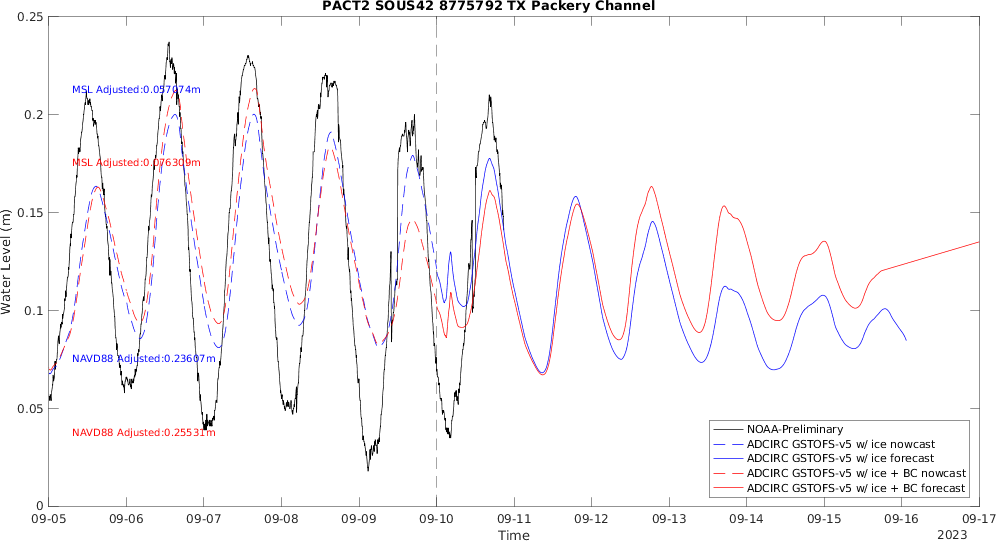 PACT2 SOUS42 8775792 TX Packery Channel
0.25
MSL Adjusted:0.057074m
0.2
MSL Adjusted:0.076309m
0.15
Water Level (m)
0.1
NAVD88 Adjusted:0.23607m
0.05
NAVD88 Adjusted:0.25531m
NOAA-Preliminary
ADCIRC GSTOFS-v5 w/ ice nowcast
ADCIRC GSTOFS-v5 w/ ice forecast
ADCIRC GSTOFS-v5 w/ ice + BC nowcast
ADCIRC GSTOFS-v5 w/ ice + BC forecast
0
09-05 09-06 09-07 09-08 09-09 09-10 09-11 09-12 09-13 09-14 09-15 09-16 09-17
Time
2023